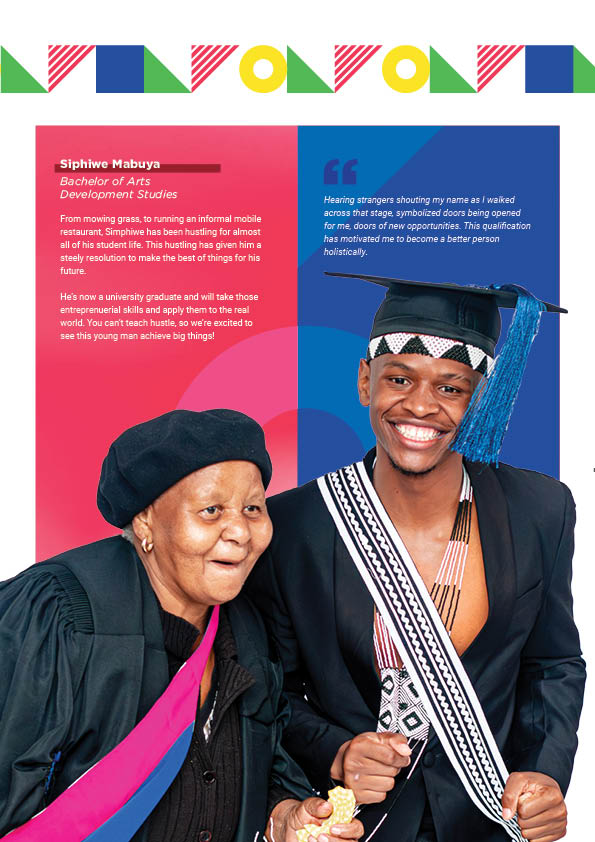 Siphiwe Mabuya
Bachelor of Arts
Development Studies
From mowing grass, to running an informal mobile
restaurant, Simphiwe has been hustling for almost
all of his student life. This hustling has given him a
steely resolution to make the best of things for his
future.
He's now a university graduate and will take those
entreprenuerial skills and apply them to the real
world. You can't teach hustle, so we're excited to
see this young man achieve big things!
“
Hearing strangers shouting my name as I walked
across that stage, symbolized doors being opened
for me, doors of new opportunities. This qualification
has motivated me to become a better person
holistically.